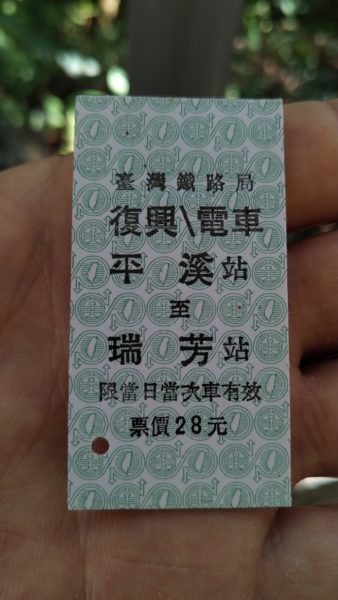 臺灣鐵路局
復興\電車
平溪站
至
瑞芳站
限當日當次車有效
票價28元